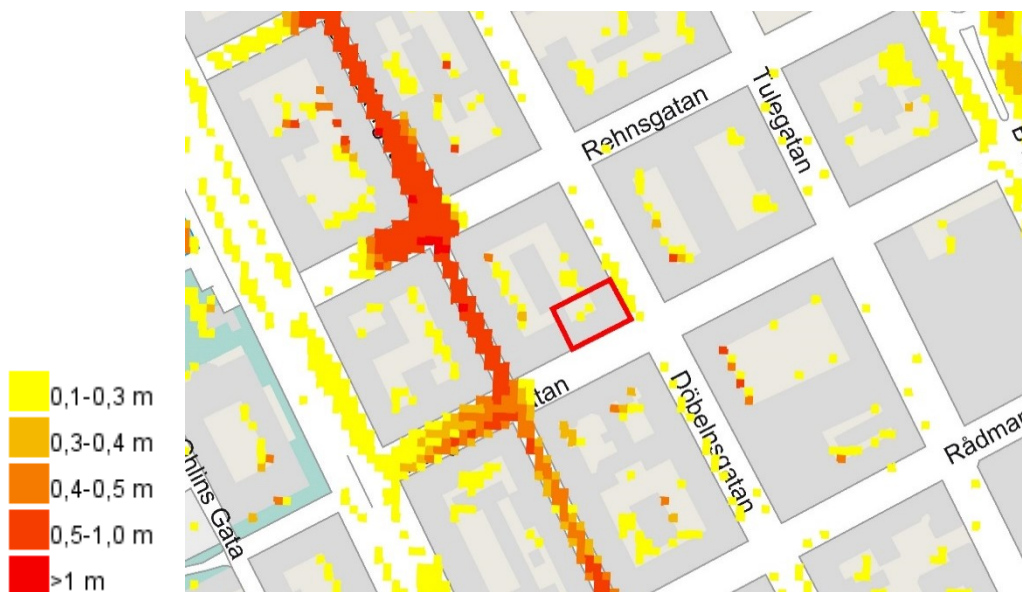 0,1-0,3 m
0,3-0,4 m
0,4-0,5 m
0,5-1,0 m
>1 m
Rehnsgatan
Tulegatan
tan
Döbelnsgatan
Rådmar
Ohlins Gata